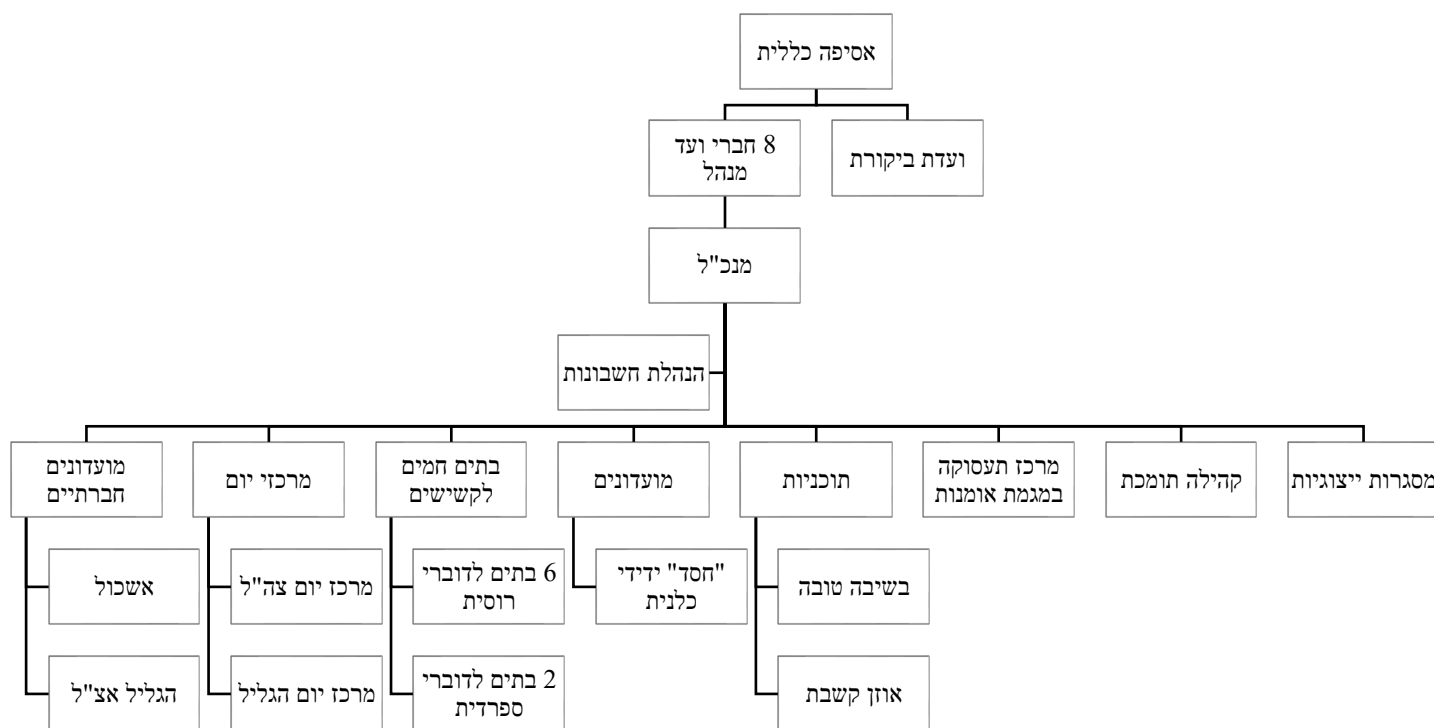 אסיפה כללית
ועדת ביקורת
8 חברי ועד
מנהל
מנכ"ל
הנהלת חשבונות
מסגרות ייצוגיות
קהילה תומכת
מרכז תעסוקה
במגמת אומנות
תוכניות
בשיבה טובה
אוזן קשבת
מועדונים
"חסד" ידידי
כלנית
בתים חמים
לקשישים
6 בתים לדוברי
רוסית
2 בתים לדוברי
ספרדית
מרכזי יום
מרכז יום צה"ל
מרכז יום הגליל
מועדונים
חברתיים
אשכול
הגליל אצ"ל